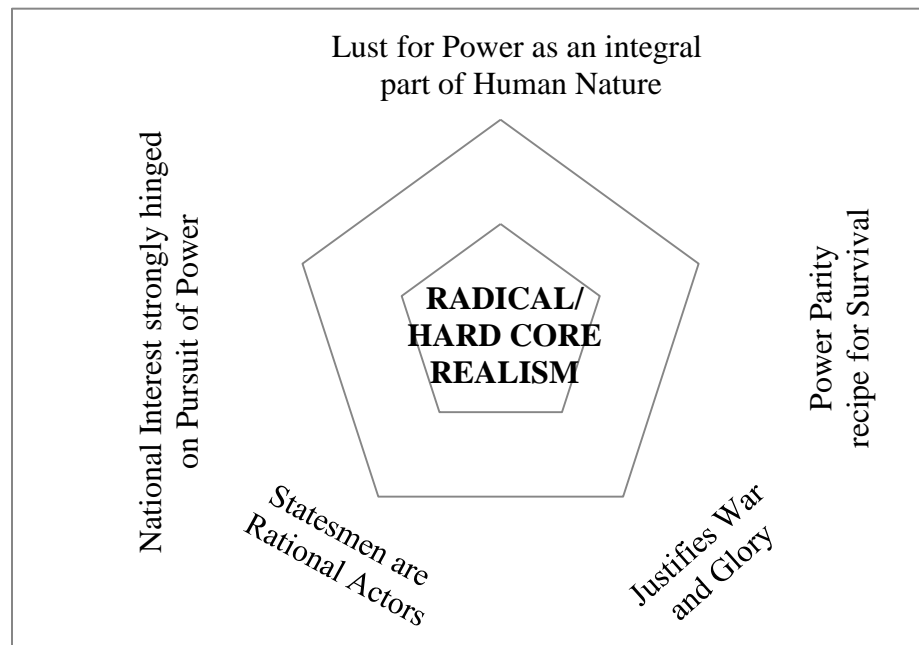 Lust for Power as an integral
part of Human Nature
National Interest strongly hinged
on Pursuit of Power
RADICAL/
HARD CORE
REALISM
Power Parity
recipe for Survival
Statesmen are
Rational Actors
Justifies War
and Glory